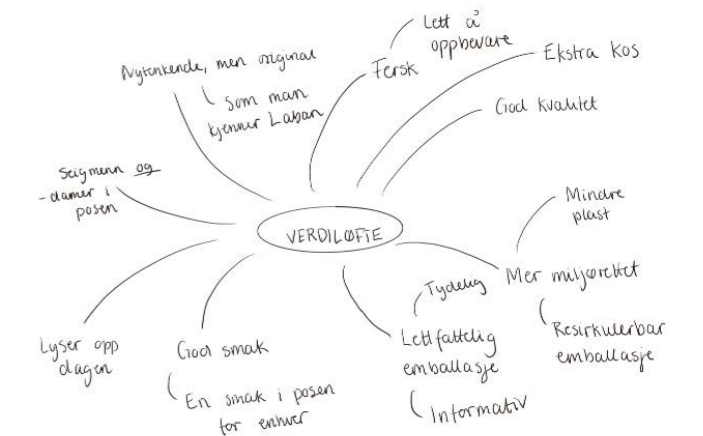 Lett å
oppbevare
Fersk
Ekstra kos
God kvalitet
Nytenkende, men original
som man
kjenner Laban
Seigmenn og
-damer i
posen
VERDILØFTE
Mindre
plast
Mer miljørettet
Resirkulerbar
emballasje
Tydelig
Lettfattelig
emballasje
Informativ
God smak
En smak i posen
for enhver
Lyser opp
dagen